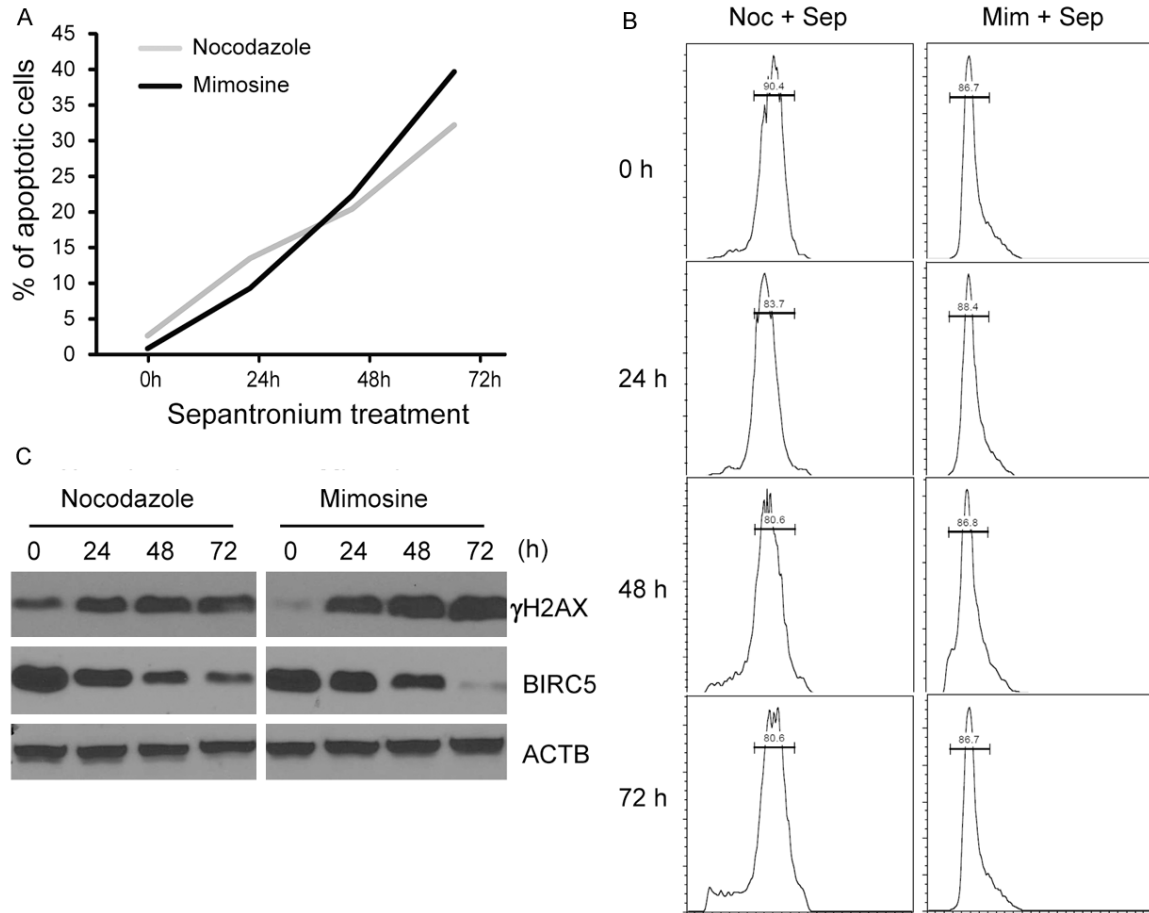 A
45
40
35
30
25
20
15
10
5
0
% of apoptotic cells
Nocodazole
Mimosine
0h 24h 48h 72h
Sepantronium treatment
B
Noc + Sep Mim + Sep
0 h
90.4 86.7
24 h
83.7 88.4
48 h
80.6 86.8
72 h
80.6 86.7
C
Nocodazole Mimosine
0 24 48 72 0 24 48 72 (h)
γH2AX
BIRC5
ACTB